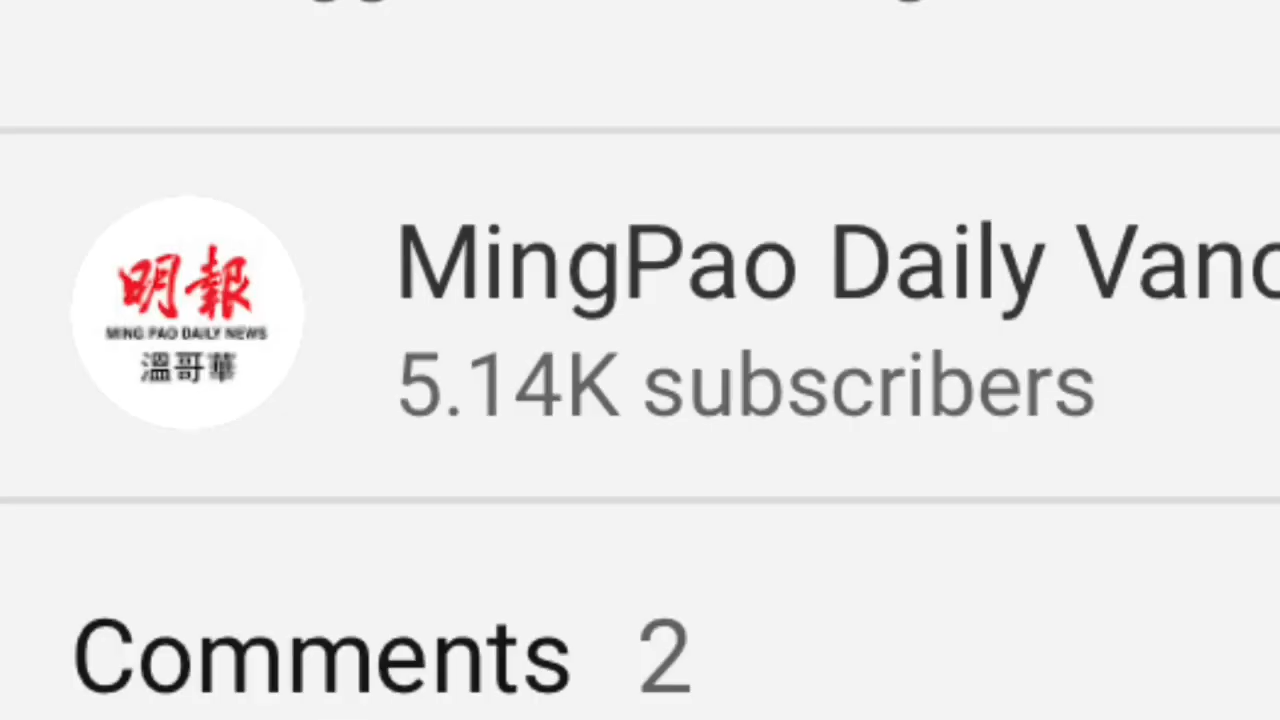 明報
MING PAO DAILY NEWS
溫哥華
MingPao Daily Vanc
5.14K subscribers
Comments 2